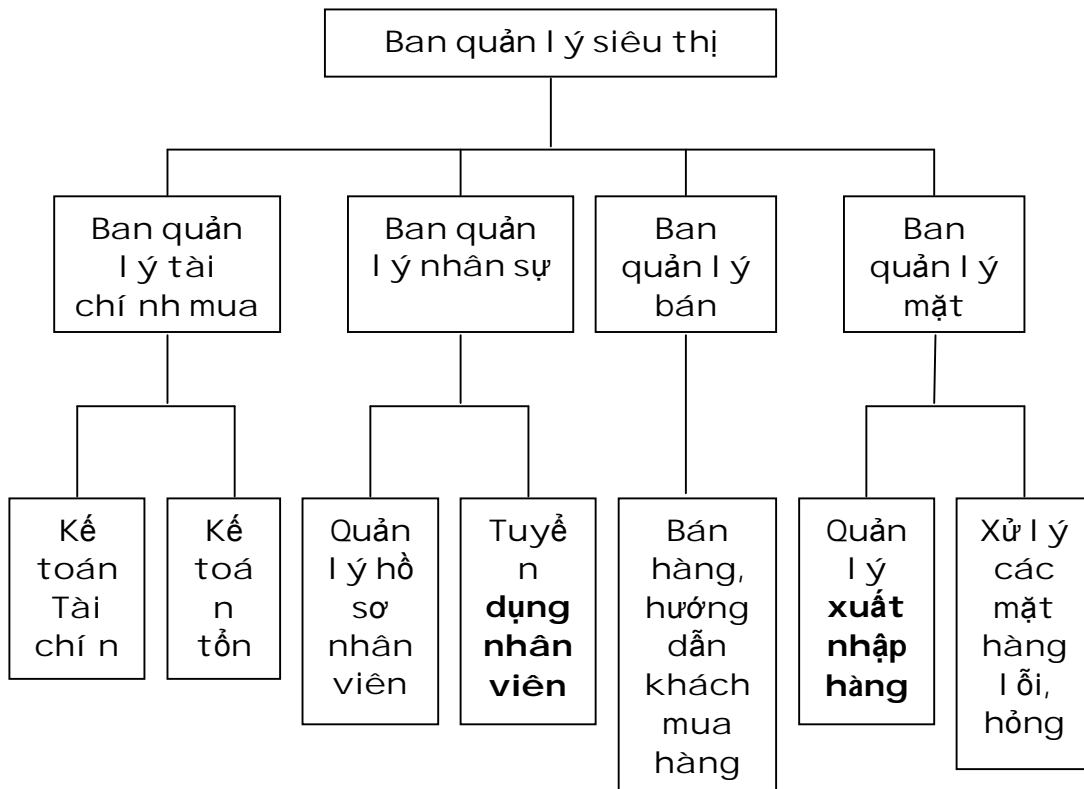 Ban quản lý siêu thị
Ban quản
lý tài
chính mua
Ban quản
lý nhân sự
Ban
quản lý
bán
Ban
quản lý
mặt
Kế
toán
Tài
chín
Kế
toá
n
tổn
Quản
lý hồ
sơ
nhân
viên
Tuyể
n
dụng
nhân
viên
Bán
hàng,
hướng
dẫn
khách
mua
hàng
Quản
lý
xuất
nhập
hàng
Xử lý
các
mặt
hàng
lỗi,
hỏng